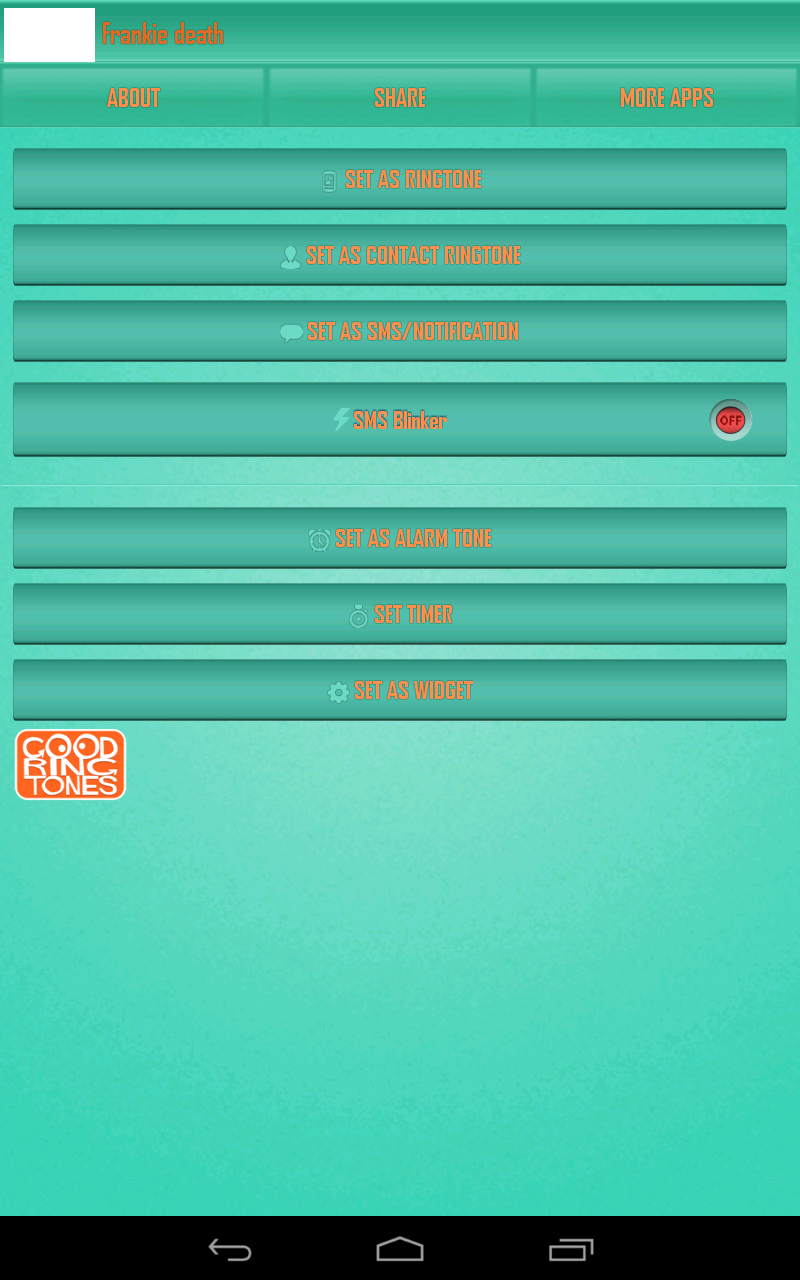 Frankie death
ABOUT
SHARE
MORE APPS
SET AS RINGTONE
SET AS CONTACT RINGTONE
SET AS SMS/NOTIFICATION
SMS Blinker
OFF
SET AS ALARM TONE
SET TIMER
SET AS WIDGET
GOOD
RING
TONES